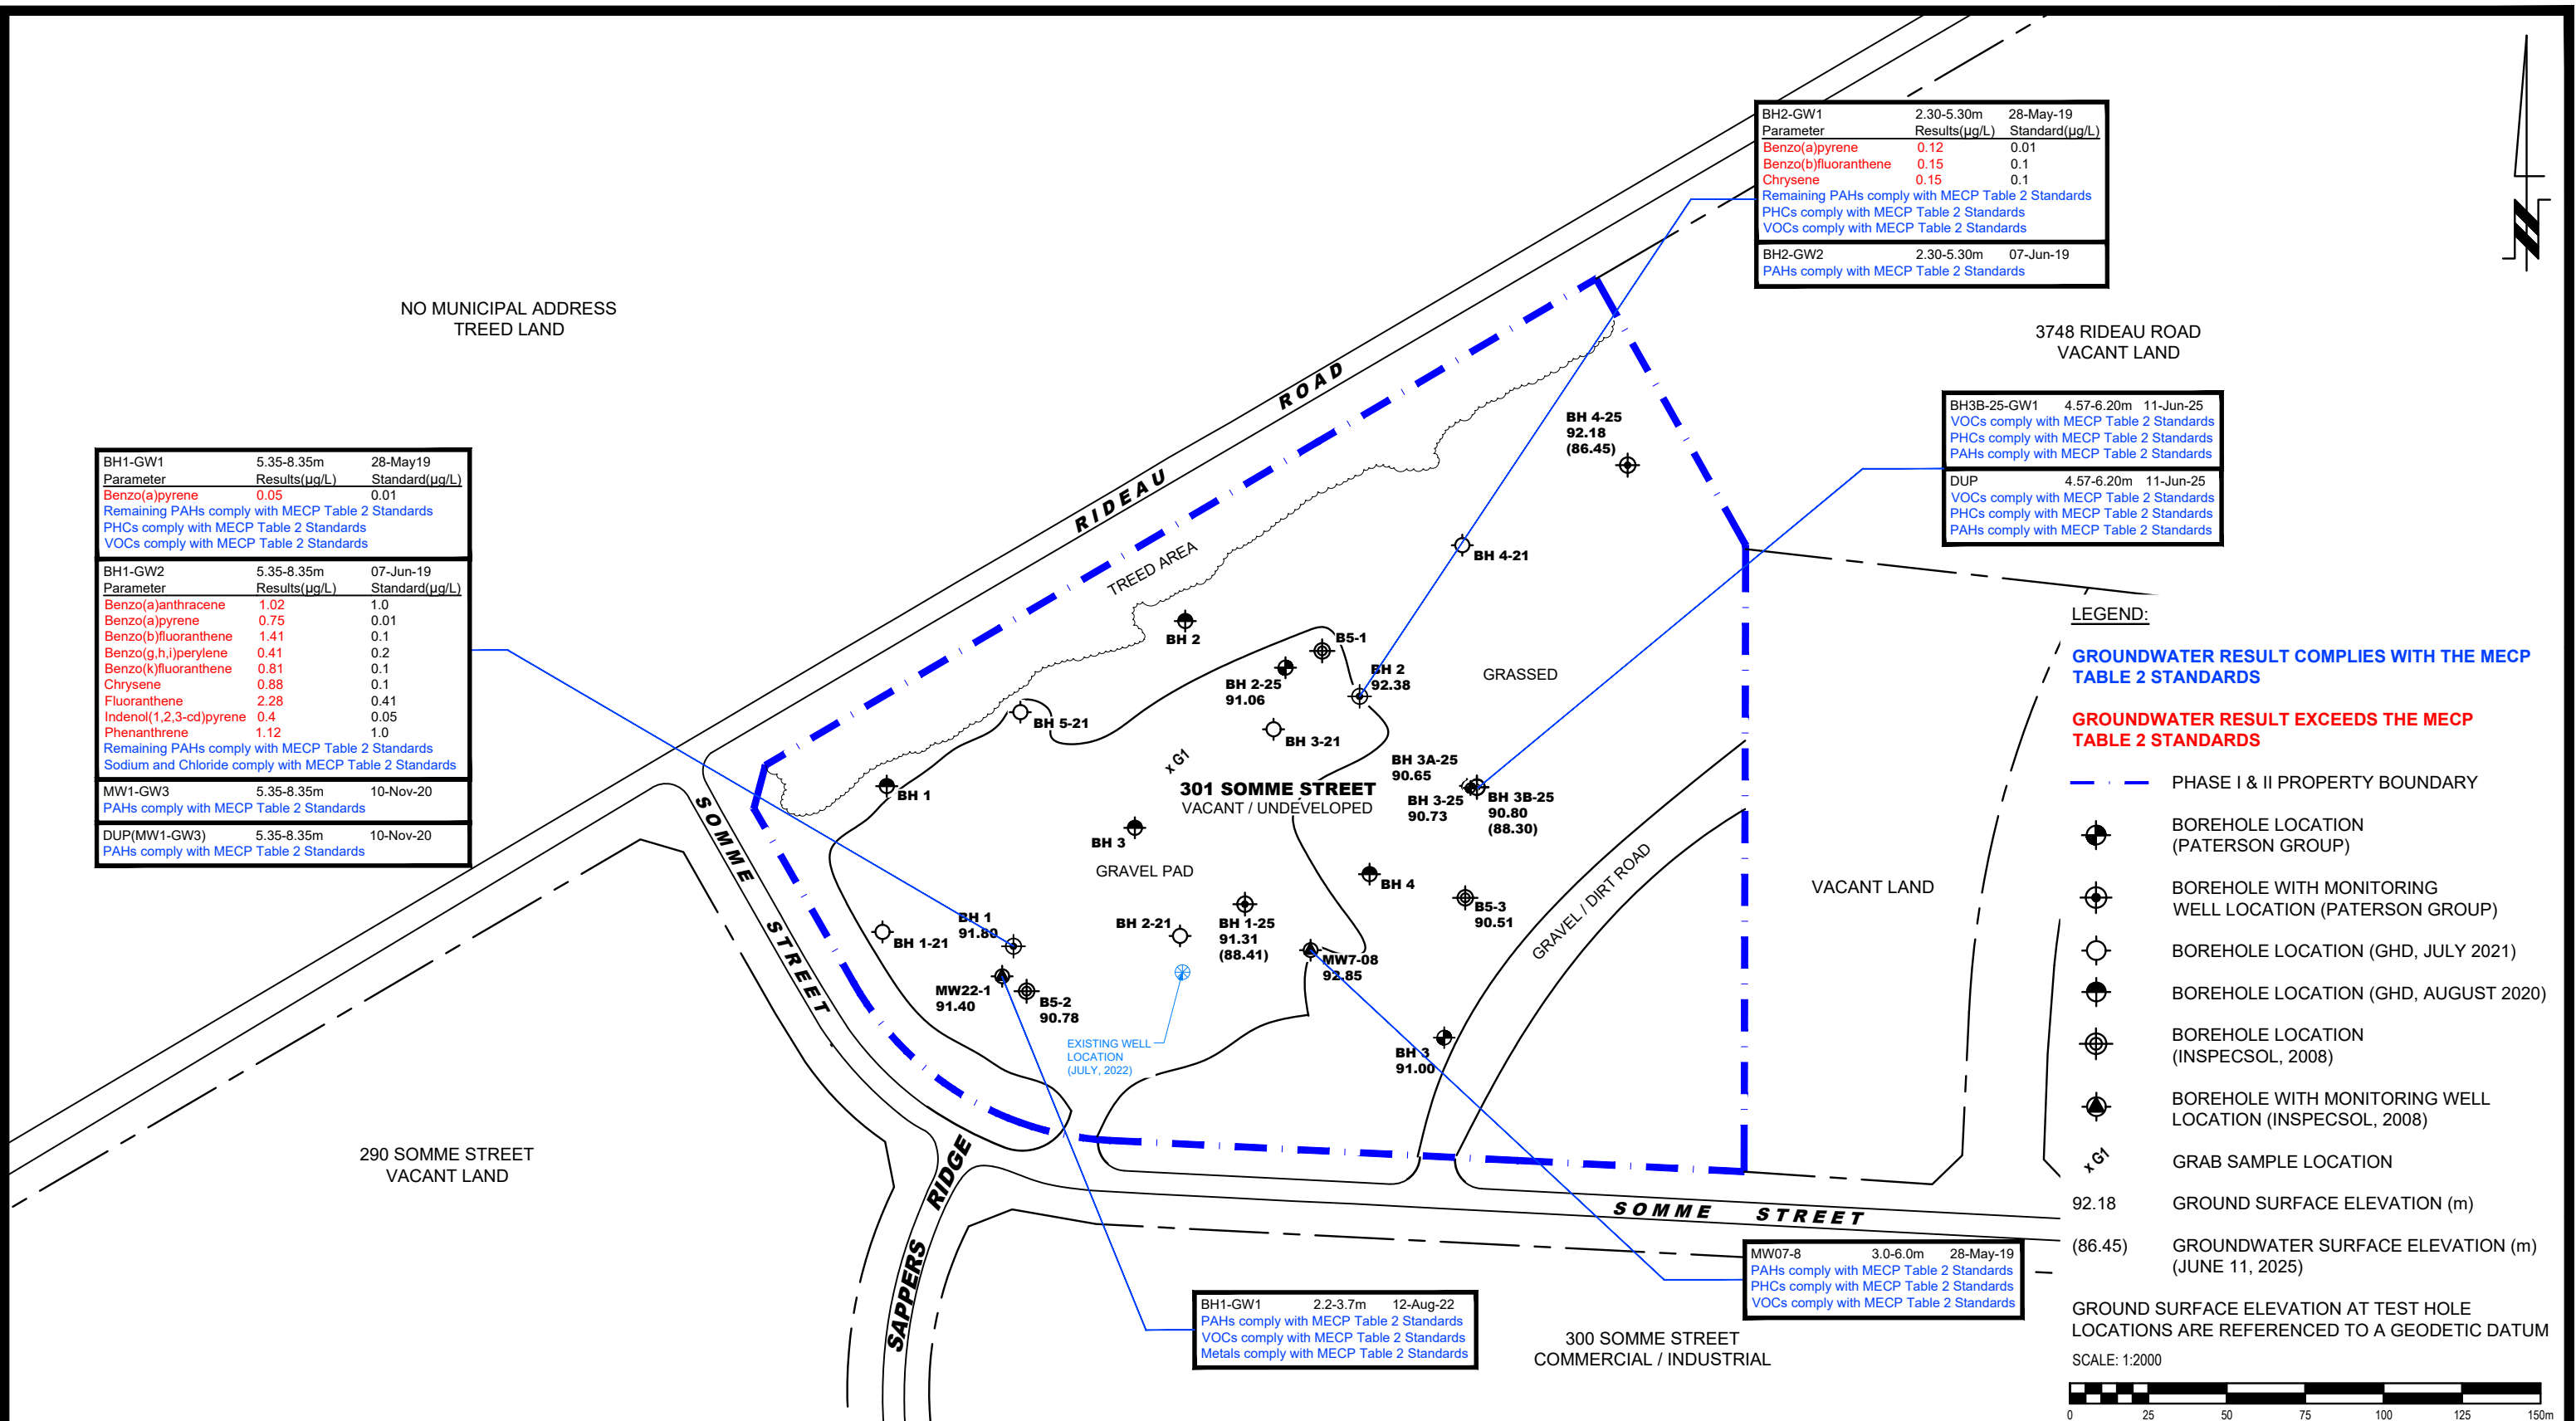 NO MUNICIPAL ADDRESS
TREED LAND
BH2-GW1 2.30-5.30m 28-May-19
Parameter Results(µg/L) Standard(µg/L)
Benzo(a)pyrene 0.12 0.01
Benzo(b)fluoranthene 0.15 0.1
Chrysene 0.15 0.1
Remaining PAHs comply with MECP Table 2 Standards
PHCs comply with MECP Table 2 Standards
VOCs comply with MECP Table 2 Standards
BH2-GW2 2.30-5.30m 07-Jun-19
PAHs comply with MECP Table 2 Standards
3748 RIDEAU ROAD
VACANT LAND
BH3B-25-GW1 4.57-6.20m 11-Jun-25
VOCs comply with MECP Table 2 Standards
PHCs comply with MECP Table 2 Standards
PAHs comply with MECP Table 2 Standards
DUP 4.57-6.20m 11-Jun-25
VOCs comply with MECP Table 2 Standards
PHCs comply with MECP Table 2 Standards
PAHs comply with MECP Table 2 Standards
BH1-GW1 5.35-8.35m 28-May19
Parameter Results(µg/L) Standard(µg/L)
Benzo(a)pyrene 0.05 0.01
Remaining PAHs comply with MECP Table 2 Standards
PHCs comply with MECP Table 2 Standards
VOCs comply with MECP Table 2 Standards
BH1-GW2 5.35-8.35m 07-Jun-19
Parameter Results(µg/L) Standard(µg/L)
Benzo(a)anthracene 1.02 1.0
Benzo(a)pyrene 0.75 0.01
Benzo(b)fluoranthene 1.41 0.1
Benzo(g,h,i)perylene 0.41 0.2
Benzo(k)fluoranthene 0.81 0.1
Chrysene 0.88 0.1
Fluoranthene 2.28 0.41
Indenol(1,2,3-cd)pyrene 0.4 0.05
Phenanthrene 1.12 1.0
Remaining PAHs comply with MECP Table 2 Standards
Sodium and Chloride comply with MECP Table 2 Standards
MW1-GW3 5.35-8.35m 10-Nov-20
PAHs comply with MECP Table 2 Standards
DUP(MW1-GW3) 5.35-8.35m 10-Nov-20
PAHs comply with MECP Table 2 Standards
RIDEAU ROAD
TREED AREA
BH 4-25
92.18
(86.45)
BH 4-21
BH 2
B5-1
BH 2-25
91.06
BH 2
92.38
GRASSED
BH 5-21
BH 3-21
x G1
301 SOMME STREET
VACANT / UNDEVELOPED
BH 3A-25
90.65
BH 3-25
90.73
BH 3B-25
90.80
(88.30)
BH 1
BH 3
GRAVEL PAD
BH 4
B5-3
90.51
GRAVEL / DIRT ROAD
VACANT LAND
BH 1-21
BH 1
91.80
BH 2-21
BH 1-25
91.31
(88.41)
MW7-08
92.85
MW22-1
91.40
B5-2
90.78
EXISTING WELL
LOCATION
(JULY, 2022)
BH 3
91.00
SOMME STREET
290 SOMME STREET
VACANT LAND
SAPPERS RIDGE
SOMME STREET
BH1-GW1 2.2-3.7m 12-Aug-22
PAHs comply with MECP Table 2 Standards
VOCs comply with MECP Table 2 Standards
Metals comply with MECP Table 2 Standards
MW07-8 3.0-6.0m 28-May-19
PAHs comply with MECP Table 2 Standards
PHCs comply with MECP Table 2 Standards
VOCs comply with MECP Table 2 Standards
300 SOMME STREET
COMMERCIAL / INDUSTRIAL
LEGEND:
GROUNDWATER RESULT COMPLIES WITH THE MECP
TABLE 2 STANDARDS
GROUNDWATER RESULT EXCEEDS THE MECP
TABLE 2 STANDARDS
PHASE I & II PROPERTY BOUNDARY
BOREHOLE LOCATION
(PATERSON GROUP)
BOREHOLE WITH MONITORING
WELL LOCATION (PATERSON GROUP)
BOREHOLE LOCATION (GHD, JULY 2021)
BOREHOLE LOCATION (GHD, AUGUST 2020)
BOREHOLE LOCATION
(INSPECSOL, 2008)
BOREHOLE WITH MONITORING WELL
LOCATION (INSPECSOL, 2008)
x G1 GRAB SAMPLE LOCATION
92.18 GROUND SURFACE ELEVATION (m)
(86.45) GROUNDWATER SURFACE ELEVATION (m)
(JUNE 11, 2025)
GROUND SURFACE ELEVATION AT TEST HOLE
LOCATIONS ARE REFERENCED TO A GEODETIC DATUM
SCALE: 1:2000
0 25 50 75 100 125 150m